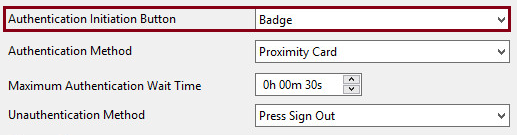 Authentication Initiation Button Badge
Authentication Method Proximity Card
Maximum Authentication Wait Time 0h 00m 30s
Unauthentication Method Press Sign Out